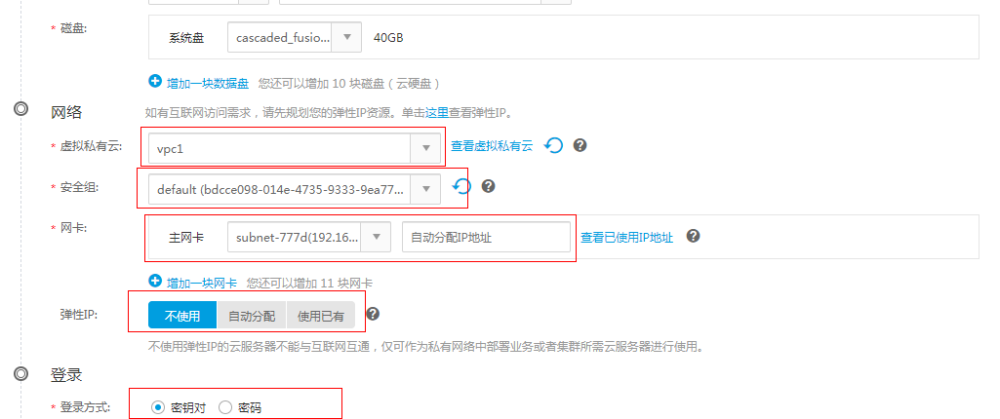 * 磁盘:
系统盘 cascaded_fusio... 40GB
增加一块数据盘 您还可以增加 10 块磁盘（云硬盘）
网络 如有互联网访问需求，请先规划您的弹性IP资源。单击这里查看弹性IP。
* 虚拟私有云: vpc1 查看虚拟私有云 ?
* 安全组: default (bdcce098-014e-4735-9333-9ea77... ?
* 网卡: 主网卡 subnet-777d(192.16... 自动分配IP地址 查看已使用IP地址 ?
增加一块网卡 您还可以增加 11 块网卡
弹性IP: 不使用 自动分配 使用已有 ?
不使用弹性IP的云服务器不能与互联网互通，仅可作为私有网络中部署业务或者集群所需云服务器进行使用。
登录
* 登录方式: 密钥对 密码